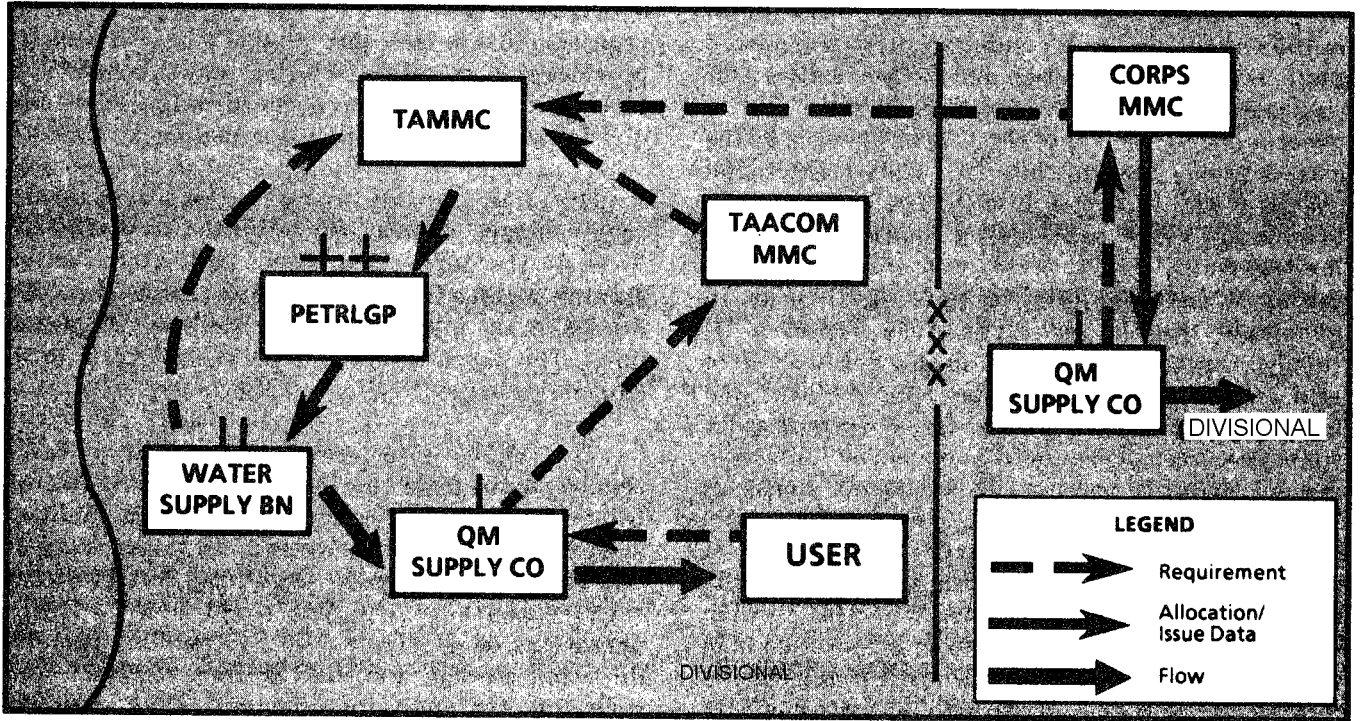 CORPS
MMC
TAMMC
TAACOM
MMC
PETRLGP
X
X
X
QM
SUPPLY CO
DIVISIONAL
WATER
SUPPLY BN
QM
SUPPLY CO
USER
DIVISIONAL
LEGEND
Requirement
Allocation/
Issue Data
Flow